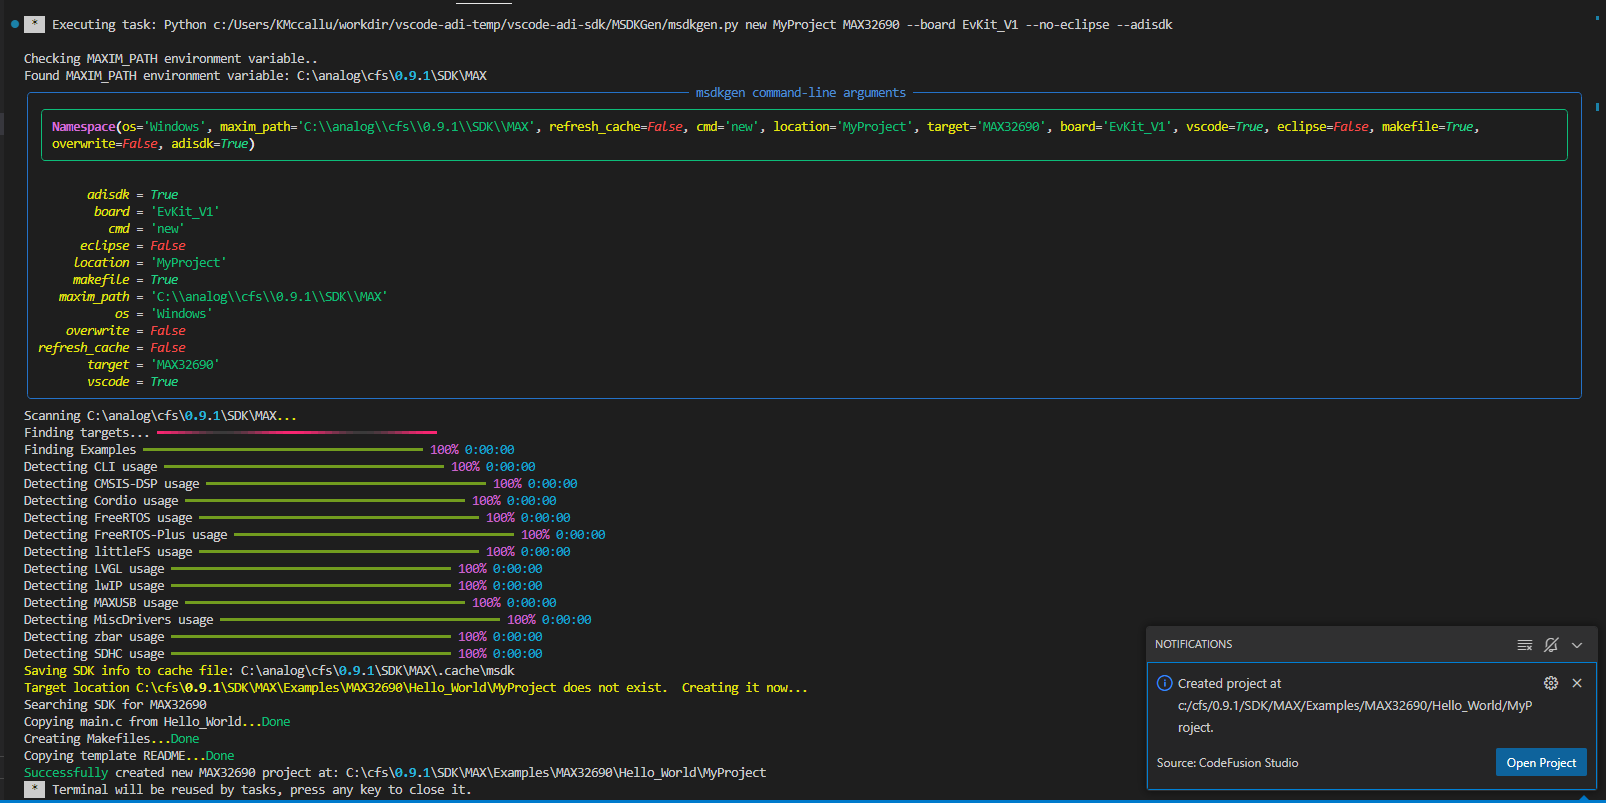 * Executing task: Python c:/Users/KMccallu/workdir/vscode-adi-temp/vscode-adi-sdk/MSDKGen/msdkgen.py new MyProject MAX32690 --board EvKit_V1 --no-eclipse --adisdk
Checking MAXIM_PATH environment variable..
Found MAXIM_PATH environment variable: C:\analog\cfs\0.9.1\SDK\MAX
msdkgen command-line arguments
Namespace(os='Windows', maxim_path='C:\\analog\\cfs\\0.9.1\\SDK\\MAX', refresh_cache=False, cmd='new', location='MyProject', target='MAX32690', board='EvKit_V1', vscode=True, eclipse=False, makefile=True,
overwrite=False, adisdk=True)
adisdk = True
board = 'EvKit_V1'
cmd = 'new'
eclipse = False
location = 'MyProject'
makefile = True
maxim_path = 'C:\\analog\\cfs\\0.9.1\\SDK\\MAX'
os = 'Windows'
overwrite = False
refresh_cache = False
target = 'MAX32690'
vscode = True
Scanning C:\analog\cfs\0.9.1\SDK\MAX...
Finding targets...
Finding Examples 100% 0:00:00
Detecting CLI usage 100% 0:00:00
Detecting CMSIS-DSP usage 100% 0:00:00
Detecting Cordio usage 100% 0:00:00
Detecting FreeRTOS usage 100% 0:00:00
Detecting FreeRTOS-Plus usage 100% 0:00:00
Detecting littleFS usage 100% 0:00:00
Detecting LVGL usage 100% 0:00:00
Detecting lwIP usage 100% 0:00:00
Detecting MAXUSB usage 100% 0:00:00
Detecting MiscDrivers usage 100% 0:00:00
Detecting zbar usage 100% 0:00:00
Detecting SDHC usage 100% 0:00:00
Saving SDK info to cache file: C:\analog\cfs\0.9.1\SDK\MAX\.cache\msdk
Target location C:\cfs\0.9.1\SDK\MAX\Examples\MAX32690\Hello_World\MyProject does not exist.  Creating it now...
Searching SDK for MAX32690
Copying main.c from Hello_World...Done
Creating Makefiles...Done
Copying template README...Done
Successfully created new MAX32690 project at: C:\cfs\0.9.1\SDK\MAX\Examples\MAX32690\Hello_World\MyProject
* Terminal will be reused by tasks, press any key to close it.
NOTIFICATIONS
Created project at
c:/cfs/0.9.1/SDK/MAX/Examples/MAX32690/Hello_World/MyP
roject.
Source: CodeFusion Studio
Open Project